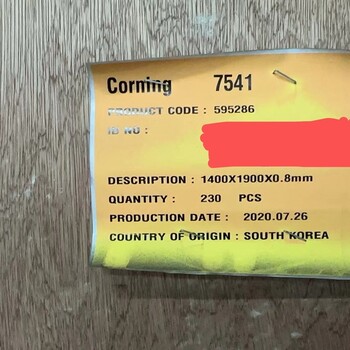 Corning 7541
PRODUCT CODE : 595286
ID NO :
DESCRIPTION : 1400X1900X0.8mm
QUANTITY : 230 PCS
PRODUCTION DATE : 2020.07.26
COUNTRY OF ORIGIN : SOUTH KOREA